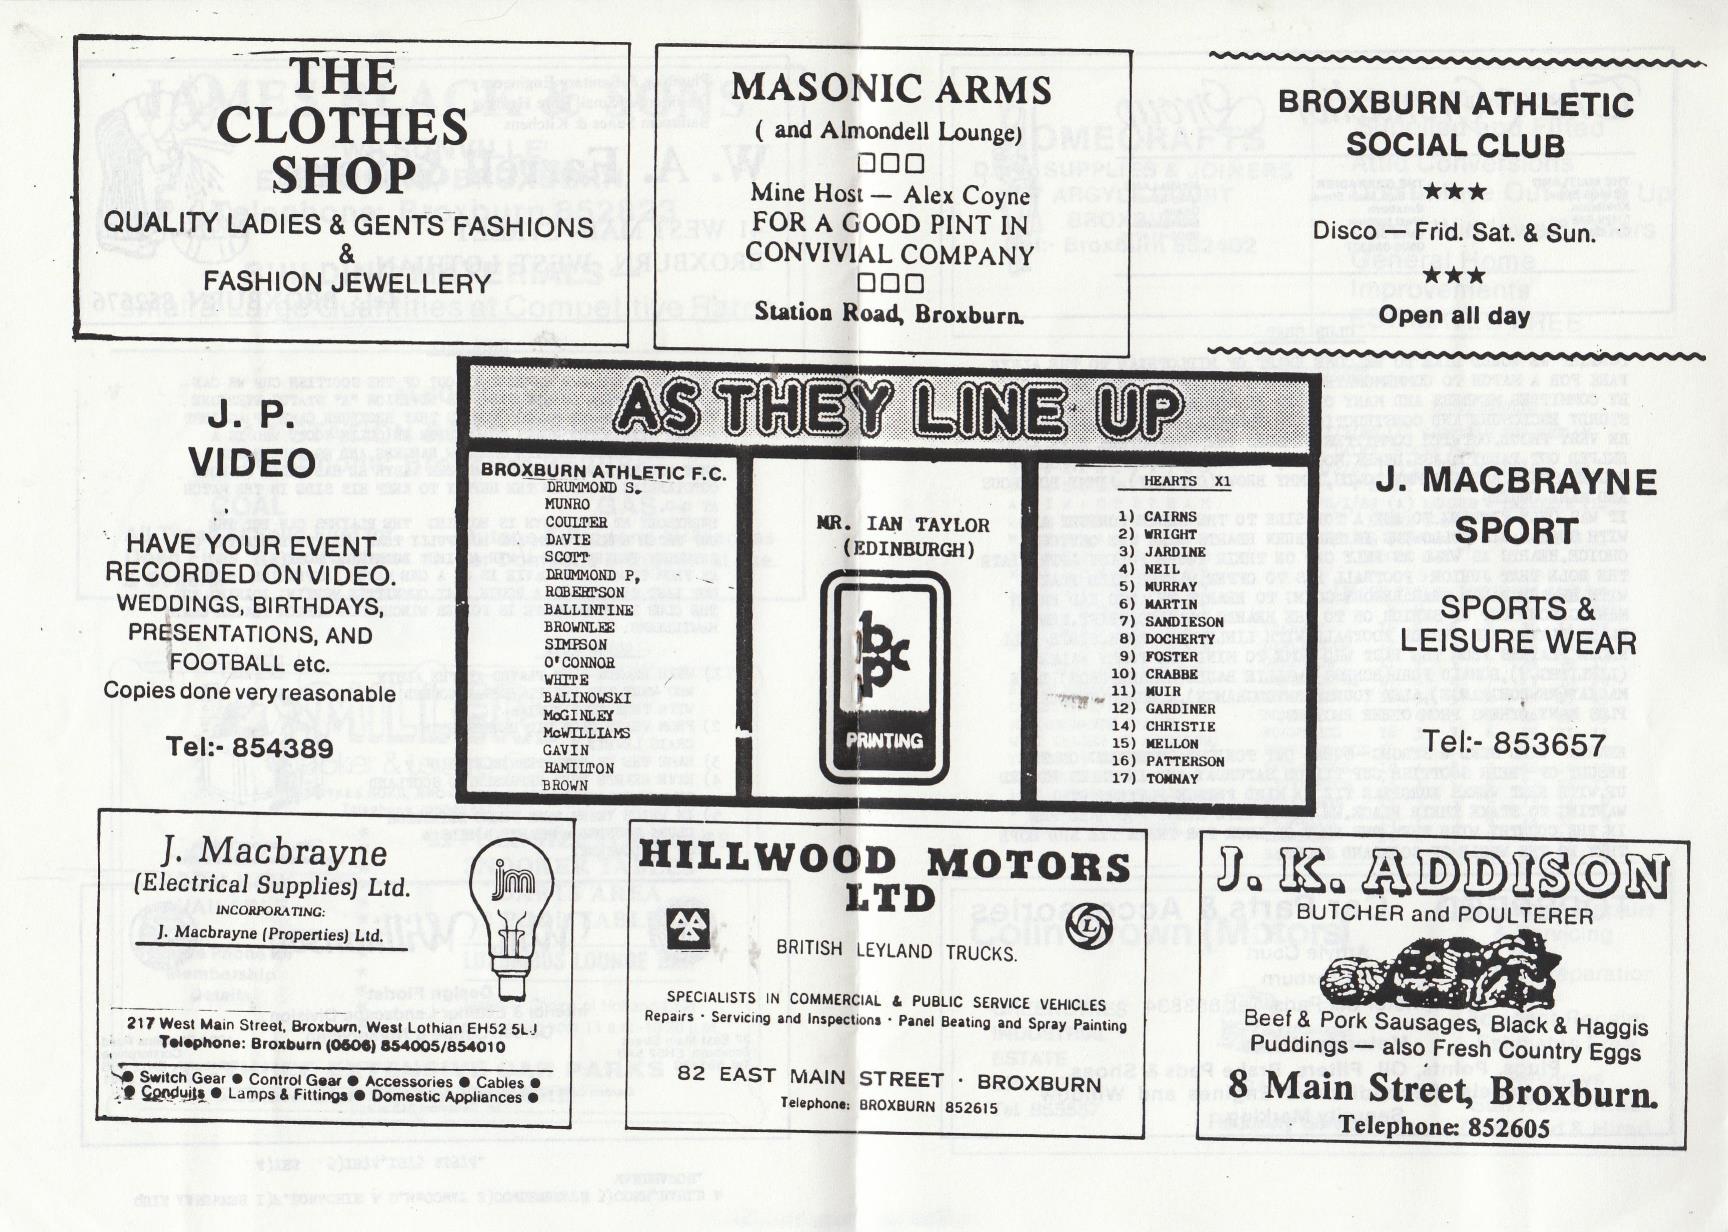 THE
CLOTHES
SHOP
QUALITY LADIES & GENTS FASHIONS
&
FASHION JEWELLERY
MASONIC ARMS
( and Almondell Lounge)
Mine Host — Alex Coyne
FOR A GOOD PINT IN
CONVIVIAL COMPANY
Station Road, Broxburn.
BROXBURN ATHLETIC
SOCIAL CLUB
★★★
Disco — Frid. Sat. & Sun.
★★★
Open all day
J. P.
VIDEO
HAVE YOUR EVENT
RECORDED ON VIDEO.
WEDDINGS, BIRTHDAYS,
PRESENTATIONS, AND
FOOTBALL etc.
Copies done very reasonable
Tel:- 854389
AS THEY LINE UP
BROXBURN ATHLETIC F.C.
DRUMMOND S.
MUNRO
COULTER
DAVIE
SCOTT
DRUMMOND P,
ROBERTSON
BALLINTINE
BROWNLEE
SIMPSON
O'CONNOR
WHITE
BALINOWSKI
McGINLEY
McWILLIAMS
GAVIN
HAMILTON
BROWN
MR. IAN TAYLOR
(EDINBURGH)
bcp
PRINTING
HEARTS X1
1) CAIRNS
2) WRIGHT
3) JARDINE
4) NEIL
5) MURRAY
6) MARTIN
7) SANDIESON
8) DOCHERTY
9) FOSTER
10) CRABBE
11) MUIR
12) GARDINER
14) CHRISTIE
15) MELLON
16) PATTERSON
17) TOMNAY
J. MACBRAYNE
SPORT
SPORTS &
LEISURE WEAR
Tel:- 853657
J. Macbrayne
(Electrical Supplies) Ltd.
INCORPORATING:
J. Macbrayne (Properties) Ltd.
jm
217 West Main Street, Broxburn, West Lothian EH52 5LJ
Telephone: Broxburn (0506) 854005/854010
● Switch Gear ● Control Gear ● Accessories ● Cables ●
● Conduits ● Lamps & Fittings ● Domestic Appliances ●
HILLWOOD MOTORS
LTD
L
BRITISH LEYLAND TRUCKS.
SPECIALISTS IN COMMERCIAL & PUBLIC SERVICE VEHICLES
Repairs · Servicing and Inspections · Panel Beating and Spray Painting
82 EAST MAIN STREET · BROXBURN
Telephone: BROXBURN 852615
J. K. ADDISON
BUTCHER and POULTERER
Beef & Pork Sausages, Black & Haggis
Puddings — also Fresh Country Eggs
8 Main Street, Broxburn.
Telephone: 852605